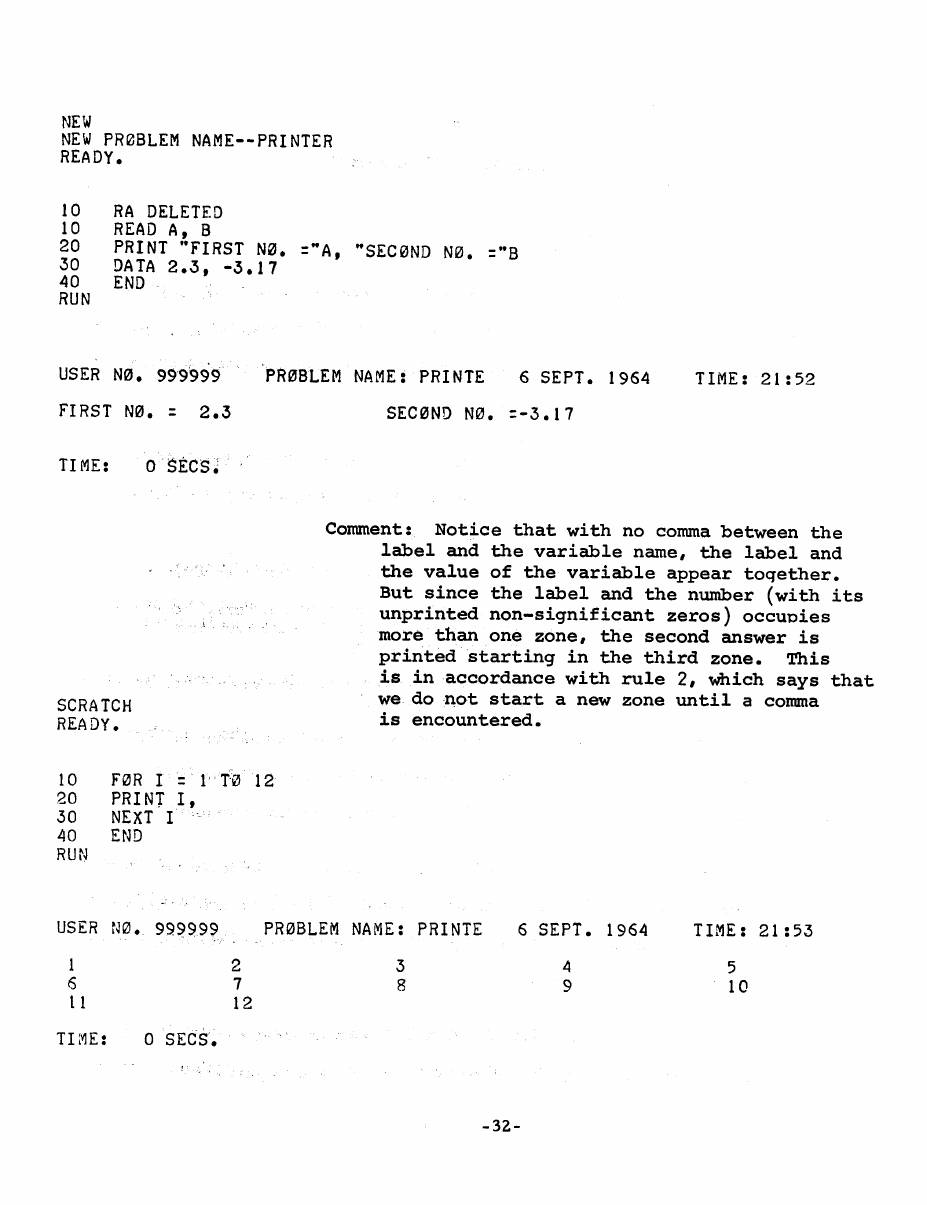 NEW
NEW PRØBLEM NAME--PRINTER
READY.
10 RA DELETED
10 READ A, B
20 PRINT "FIRST NØ. ="A, "SECØND NØ. ="B
30 DATA 2.3, -3.17
40 END
RUN
USER NØ. 999999 PRØBLEM NAME: PRINTE 6 SEPT. 1964 TIME: 21:52
FIRST NØ. = 2.3 SECØND NØ. =-3.17
TIME: 0 SECS.
Comment: Notice that with no comma between the
label and the variable name, the label and
the value of the variable appear together.
But since the label and the number (with its
unprinted non-significant zeros) occupies
more than one zone, the second answer is
printed starting in the third zone. This
is in accordance with rule 2, which says that
we do not start a new zone until a comma
is encountered.
SCRATCH
READY.
10 FØR I = 1 TØ 12
20 PRINT I,
30 NEXT I
40 END
RUN
USER NØ. 999999 PRØBLEM NAME: PRINTE 6 SEPT. 1964 TIME: 21:53
1 2 3 4 5
6 7 8 9 10
11 12
TIME: 0 SECS.
-32-